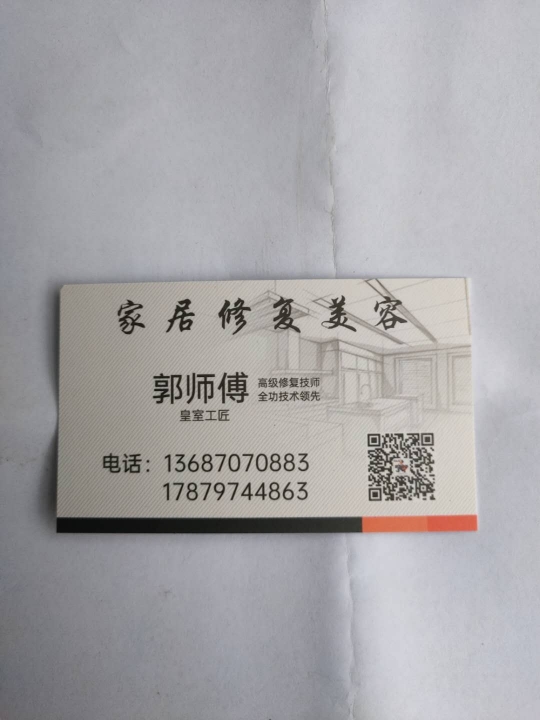 家居修复美容
郭师傅
高级修复技师
全功技术领先
皇室工匠
电话：13687070883
17879744863